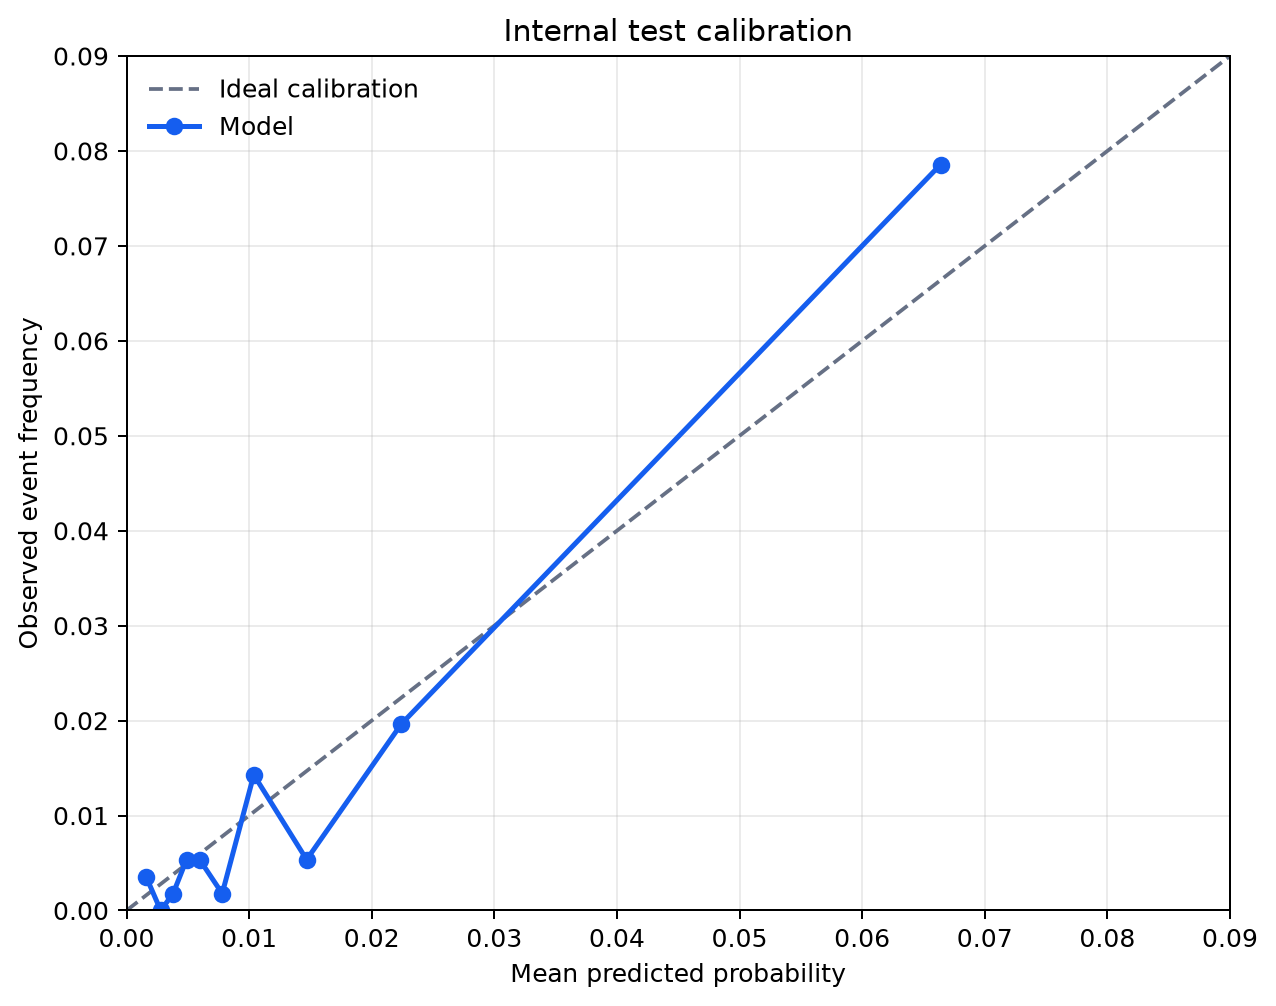 Internal test calibration
Ideal calibration
Model
0.09
0.08
0.07
0.06
0.05
0.04
0.03
0.02
0.01
0.00
Observed event frequency
0.00 0.01 0.02 0.03 0.04 0.05 0.06 0.07 0.08 0.09
Mean predicted probability